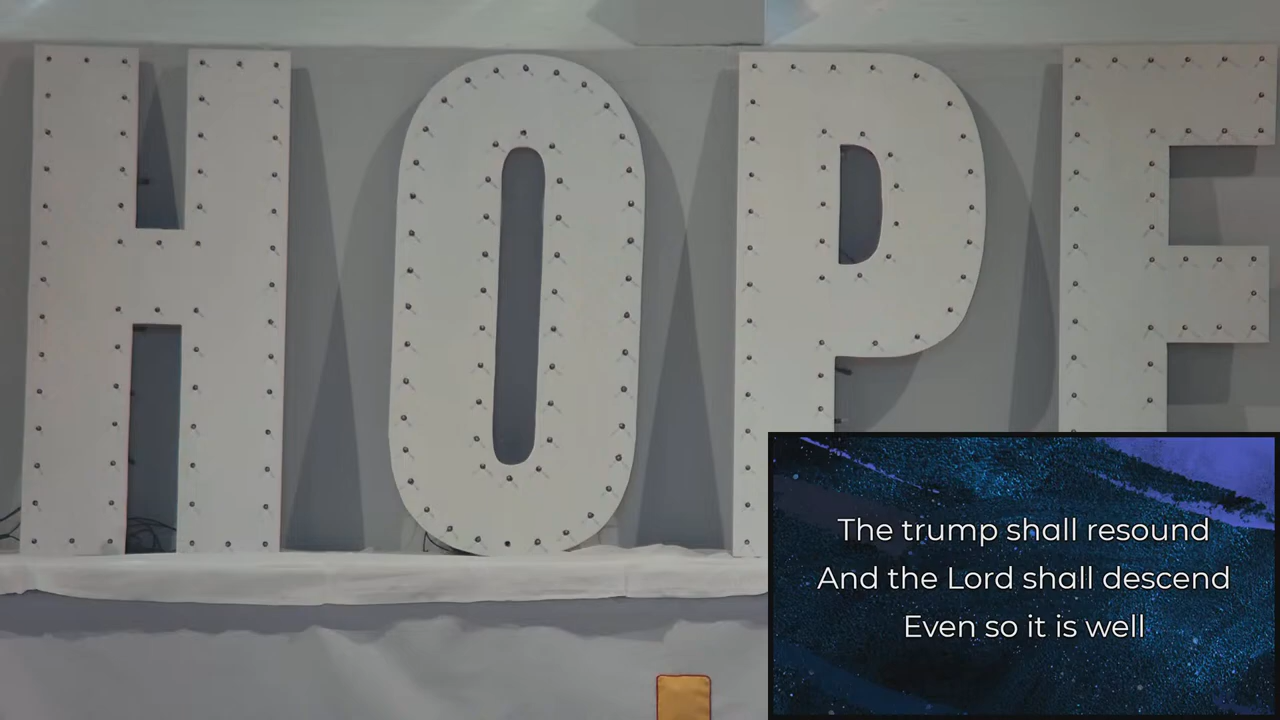 HOPE
The trump shall resound
And the Lord shall descend
Even so it is well